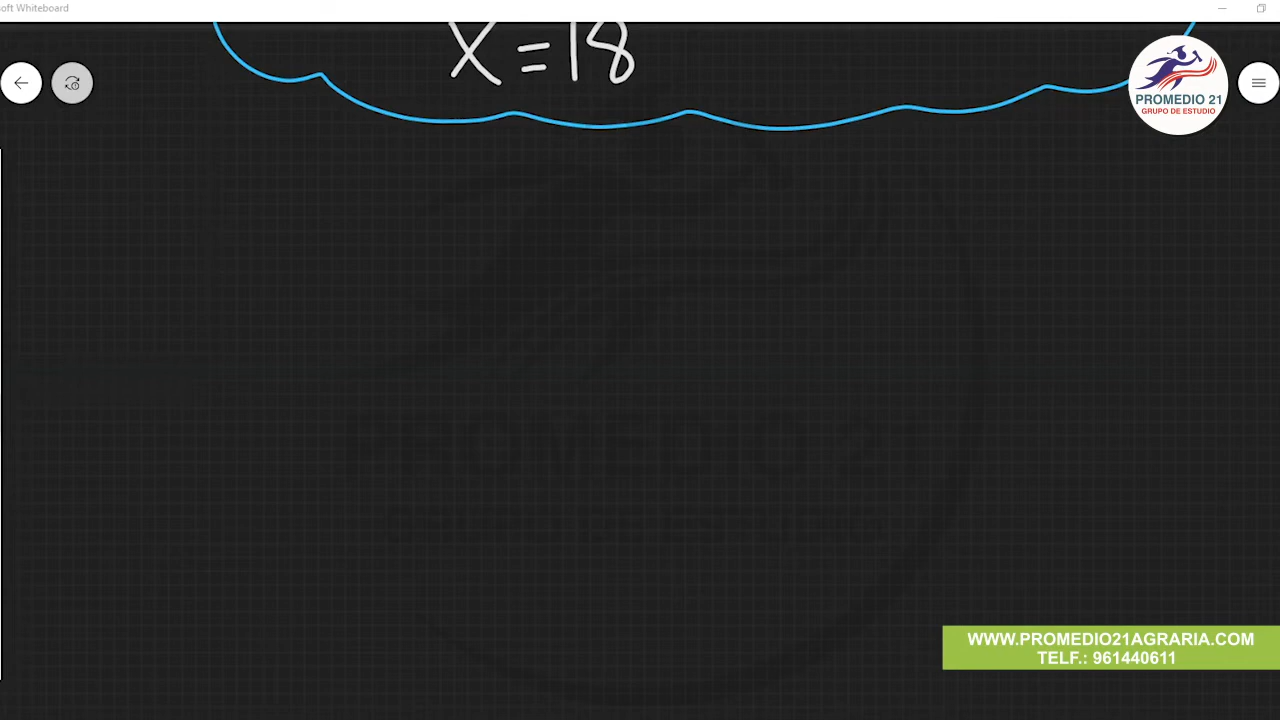 oft Whiteboard
X = 18
PROMEDIO 21
GRUPO DE ESTUDIO
WWW.PROMEDIO21AGRARIA.COM
TELF.: 961440611